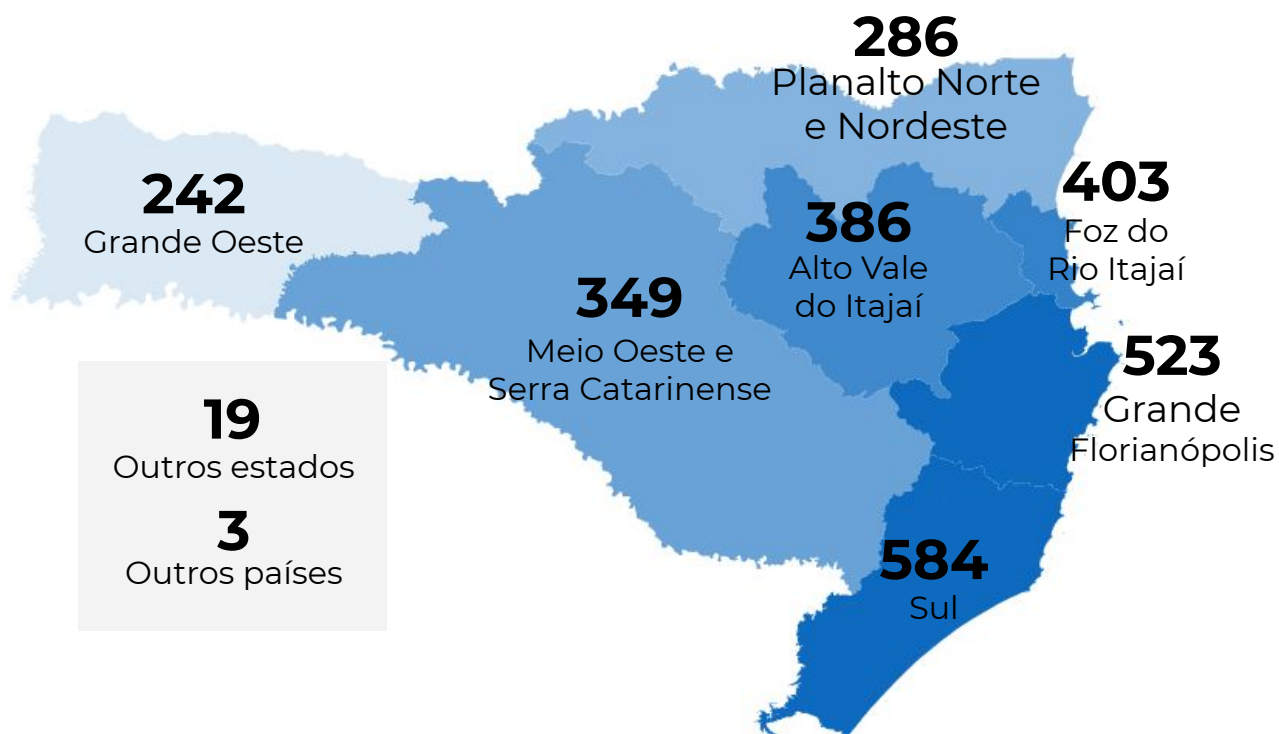 286
Planalto Norte
e Nordeste
242
Grande Oeste
403
Foz do
Rio Itajaí
386
Alto Vale
do Itajaí
349
Meio Oeste e
Serra Catarinense
523
Grande
Florianópolis
19
Outros estados
3
Outros países
584
Sul